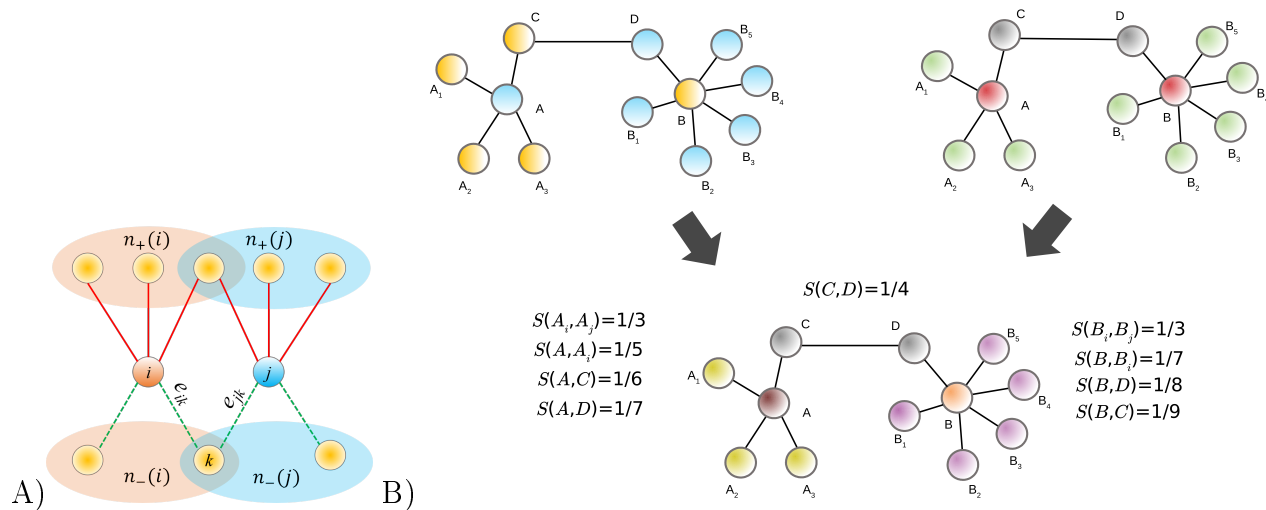 n₊(i)
n₊(j)
i
j
eᵢₖ
eⱼₖ
k
n₋(i)
n₋(j)
A)
B)
C
D
A₁
A
A₂
A₃
B
B₁
B₂
B₃
B₄
B₅
C
D
A₁
A
A₂
A₃
B
B₁
B₂
B₃
B₅
S(C,D)=1/4
S(Aᵢ,Aⱼ)=1/3
S(A,Aᵢ)=1/5
S(A,C)=1/6
S(A,D)=1/7
C
D
A₁
A
A₂
A₃
B
B₁
B₂
B₃
B₄
B₅
S(Bᵢ,Bⱼ)=1/3
S(B,Bᵢ)=1/7
S(B,D)=1/8
S(B,C)=1/9